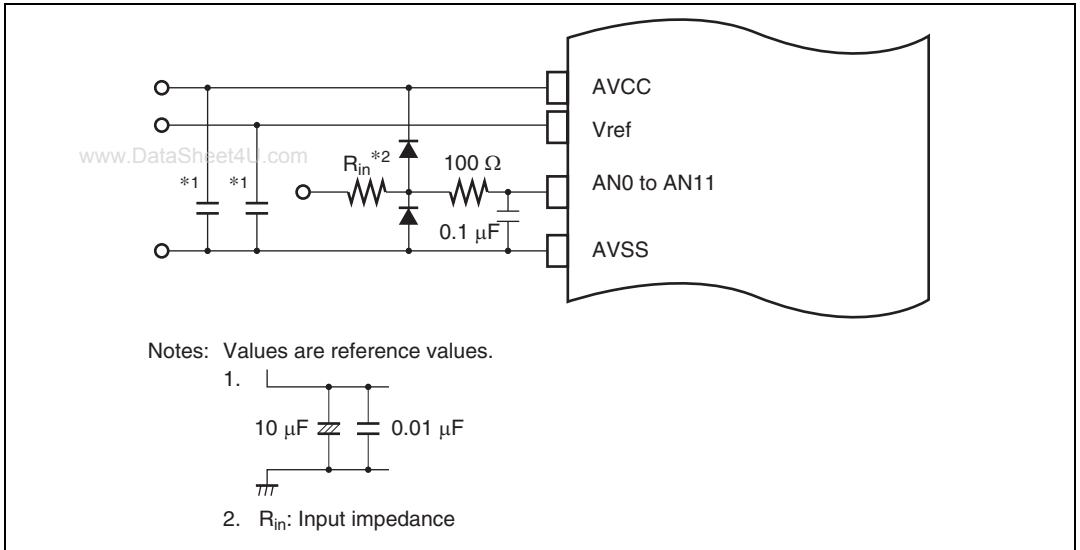 AVCC
Vref
www.DataSheet4U.com
Rin *2
100 Ω
*1
*1
AN0 to AN11
0.1 μF
AVSS
Notes: Values are reference values.
1.
10 μF
0.01 μF
2. Rin: Input impedance